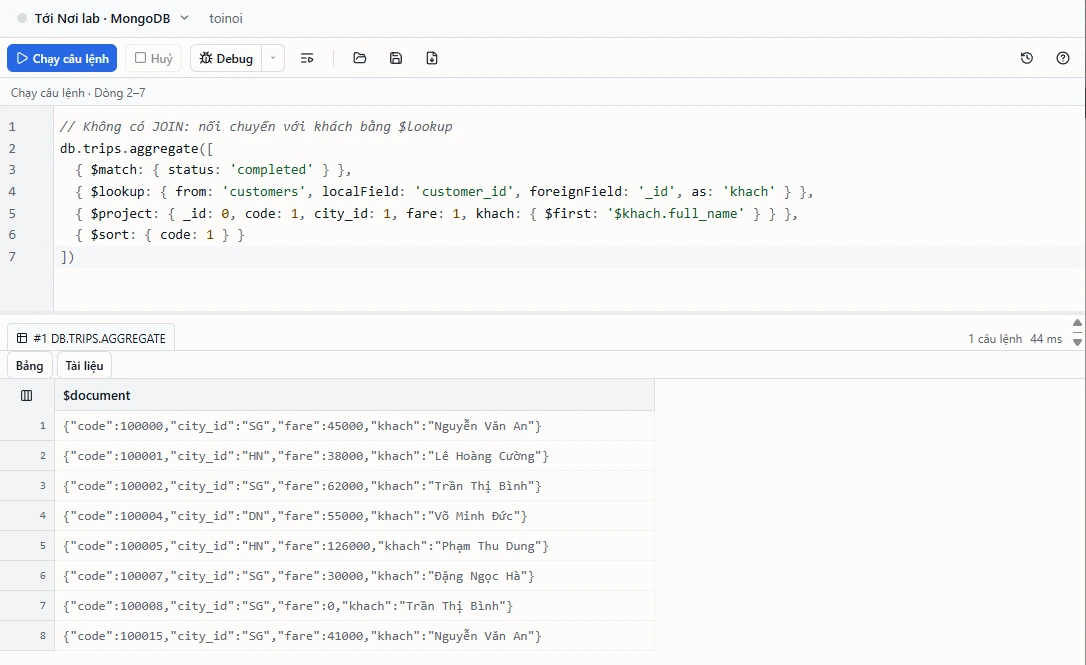 Tới Nơi lab · MongoDB toinoi
Chạy câu lệnh Huỷ Debug
Chạy câu lệnh · Dòng 2–7
1 // Không có JOIN: nối chuyến với khách bằng $lookup
2 db.trips.aggregate([
3 { $match: { status: 'completed' } },
4 { $lookup: { from: 'customers', localField: 'customer_id', foreignField: '_id', as: 'khach' } },
5 { $project: { _id: 0, code: 1, city_id: 1, fare: 1, khach: { $first: '$khach.full_name' } } },
6 { $sort: { code: 1 } }
7 ])
#1 DB.TRIPS.AGGREGATE 1 câu lệnh 44 ms
Bảng Tài liệu
$document
1 {"code":100000,"city_id":"SG","fare":45000,"khach":"Nguyễn Văn An"}
2 {"code":100001,"city_id":"HN","fare":38000,"khach":"Lê Hoàng Cường"}
3 {"code":100002,"city_id":"SG","fare":62000,"khach":"Trần Thị Bình"}
4 {"code":100004,"city_id":"DN","fare":55000,"khach":"Võ Minh Đức"}
5 {"code":100005,"city_id":"HN","fare":126000,"khach":"Phạm Thu Dung"}
6 {"code":100007,"city_id":"SG","fare":30000,"khach":"Đặng Ngọc Hà"}
7 {"code":100008,"city_id":"SG","fare":0,"khach":"Trần Thị Bình"}
8 {"code":100015,"city_id":"SG","fare":41000,"khach":"Nguyễn Văn An"}